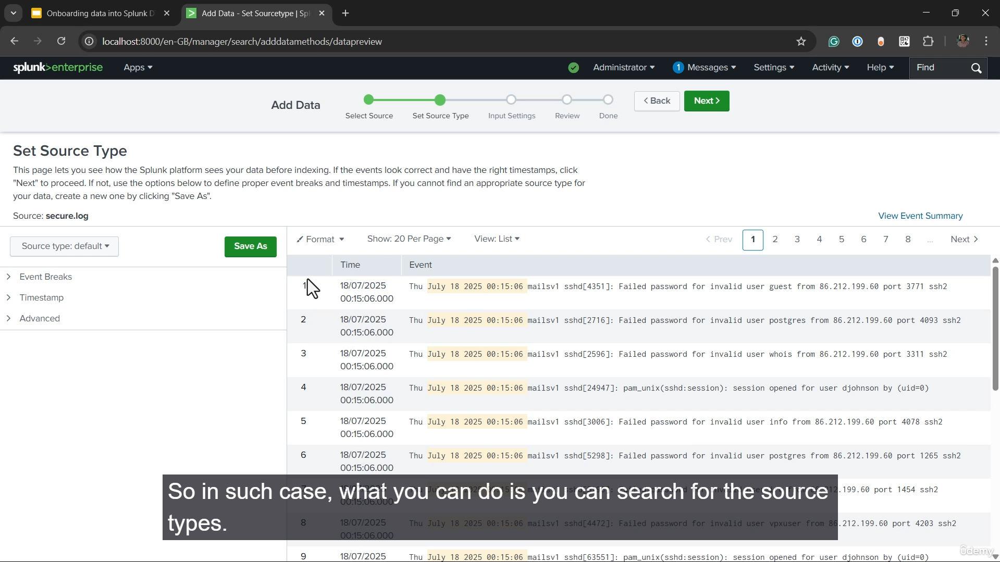 Onboarding data into Splunk D
Add Data - Set Sourcetype | Spl
localhost:8000/en-GB/manager/search/adddatamethods/datapreview
splunk>enterprise Apps Administrator 1 Messages Settings Activity Help Find
Add Data Select Source Set Source Type Input Settings Review Done < Back Next >
Set Source Type
This page lets you see how the Splunk platform sees your data before indexing. If the events look correct and have the right timestamps, click
"Next" to proceed. If not, use the options below to define proper event breaks and timestamps. If you cannot find an appropriate source type for
your data, create a new one by clicking "Save As".
Source: secure.log
View Event Summary
Source type: default Save As
Event Breaks
Timestamp
Advanced
Format Show: 20 Per Page View: List < Prev 1 2 3 4 5 6 7 8 ... Next >
Time Event
1 18/07/2025 Thu July 18 2025 00:15:06 mailsv1 sshd[4351]: Failed password for invalid user guest from 86.212.199.60 port 3771 ssh2
00:15:06.000
2 18/07/2025 Thu July 18 2025 00:15:06 mailsv1 sshd[2716]: Failed password for invalid user postgres from 86.212.199.60 port 4093 ssh2
00:15:06.000
3 18/07/2025 Thu July 18 2025 00:15:06 mailsv1 sshd[2596]: Failed password for invalid user whois from 86.212.199.60 port 3311 ssh2
00:15:06.000
4 18/07/2025 Thu July 18 2025 00:15:06 mailsv1 sshd[24947]: pam_unix(sshd:session): session opened for user djohnson by (uid=0)
00:15:06.000
5 18/07/2025 Thu July 18 2025 00:15:06 mailsv1 sshd[3006]: Failed password for invalid user info from 86.212.199.60 port 4078 ssh2
00:15:06.000
6 18/07/2025 Thu July 18 2025 00:15:06 mailsv1 sshd[5298]: Failed password for invalid user postgres from 86.212.199.60 port 1265 ssh2
00:15:06.000
.199.60 port 1454 ssh2
So in such case, what you can do is you can search for the source
types.
8 18/07/2025 Thu July 18 2025 00:15:06 mailsv1 sshd[4472]: Failed password for invalid user vpxuser from 86.212.199.60 port 4203 ssh2
00:15:06.000
9 18/07/2025 Thu July 18 2025 00:15:06 mailsv1 sshd[63551]: pam_unix(sshd:session): session opened for user djohnson by (uid=0)
ûdemy